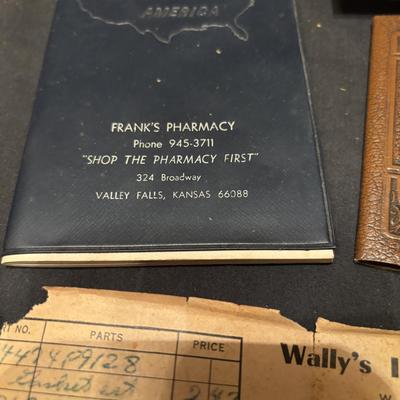 AMERICA
FRANK'S PHARMACY
Phone 945-3711
"SHOP THE PHARMACY FIRST"
324 Broadway
VALLEY FALLS, KANSAS 66088
NO. PARTS PRICE
Wally's